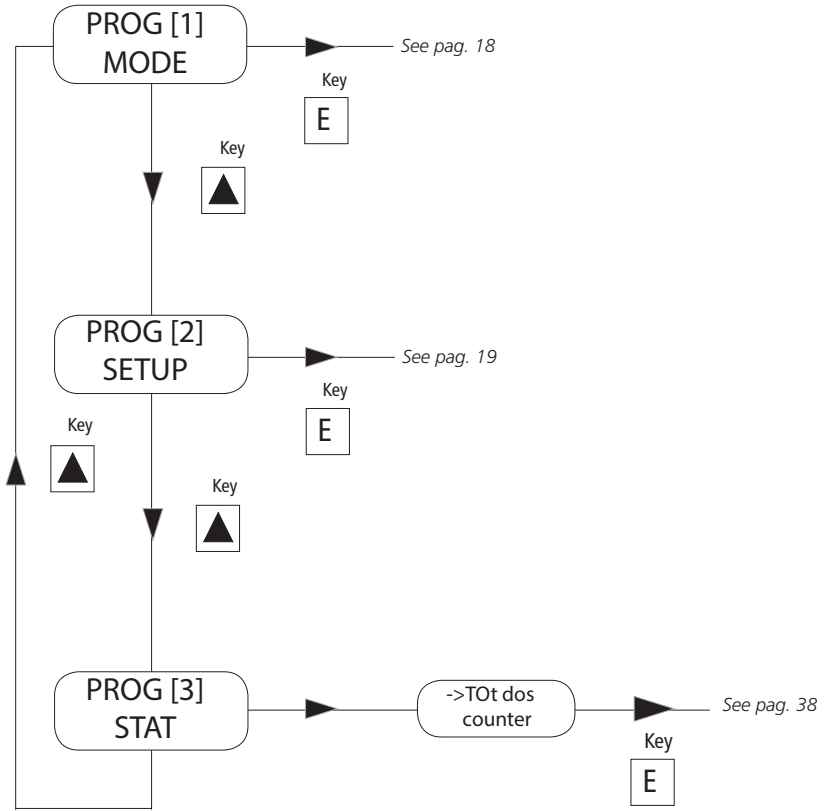 PROG [1]
MODE
See pag. 18
Key
E
Key
PROG [2]
SETUP
See pag. 19
Key
E
Key
Key
PROG [3]
STAT
->TOt dos
counter
See pag. 38
Key
E